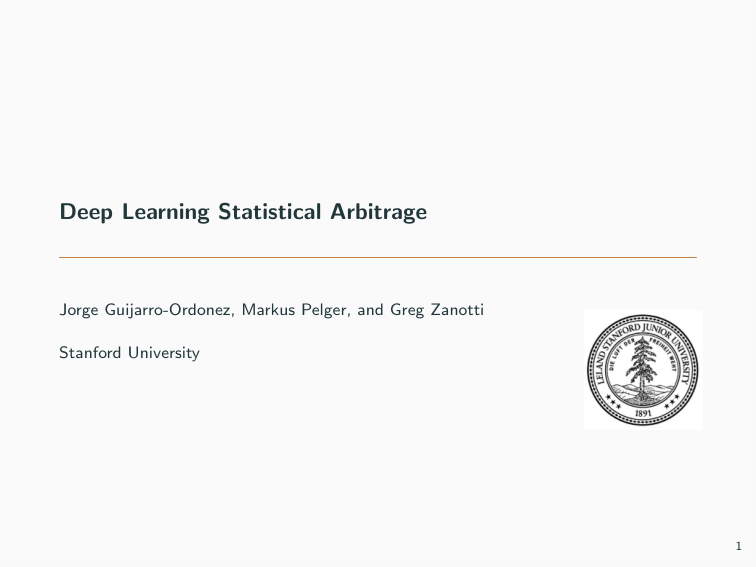 Deep Learning Statistical Arbitrage
Jorge Guijarro-Ordonez, Markus Pelger, and Greg Zanotti
Stanford University
LELAND STANFORD JUNIOR UNIVERSITY
DIE LUFT DER FREIHEIT WEHT
1891
1